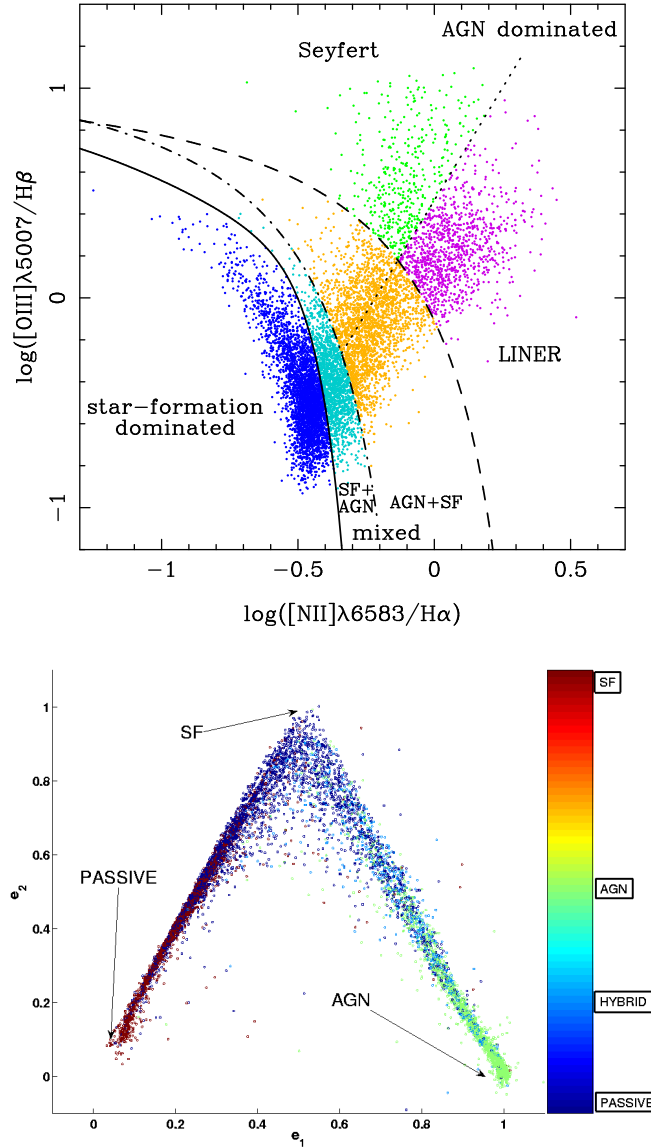 AGN dominated
Seyfert
1
0
−1
log([OIII]λ5007/Hβ
LINER
star−formation
dominated
SF+
AGN
AGN+SF
mixed
−1
−0.5
0
0.5
log([NII]λ6583/Hα)
SF
PASSIVE
AGN
1
0.8
0.6
0.4
0.2
0
e2
0
0.2
0.4
0.6
0.8
1
e1
SF
AGN
HYBRID
PASSIVE